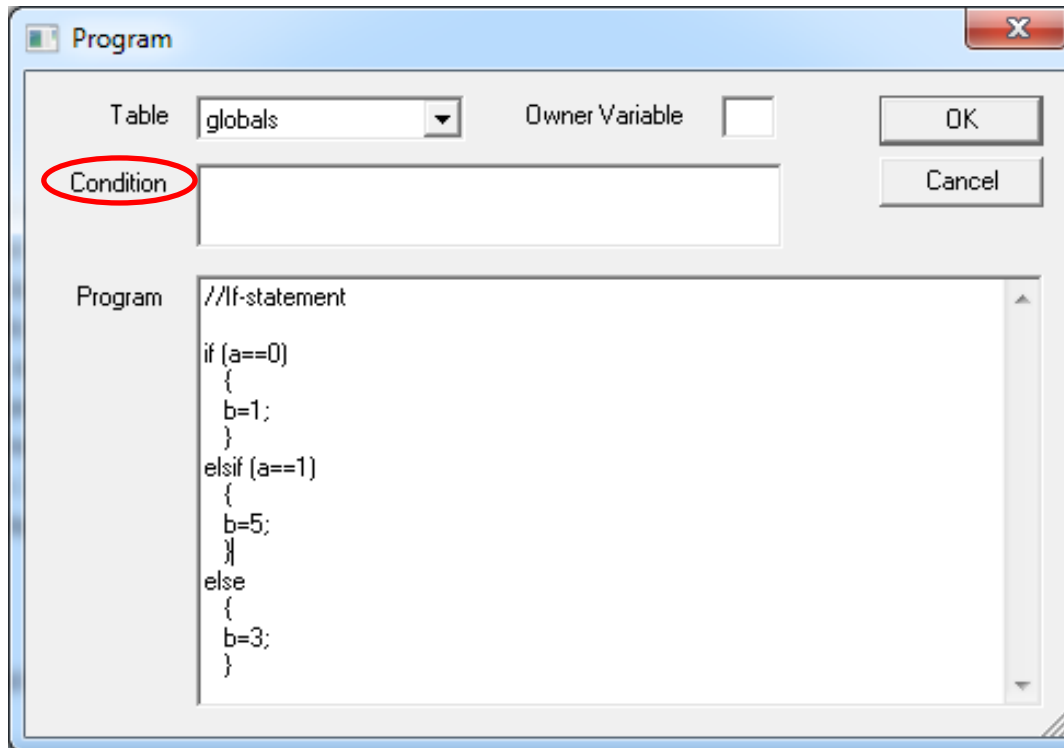 Program
Table globals Owner Variable OK
Condition Cancel
Program //If-statement
if (a==0)
{
b=1;
}
elsif (a==1)
{
b=5;
}
else
{
b=3;
}